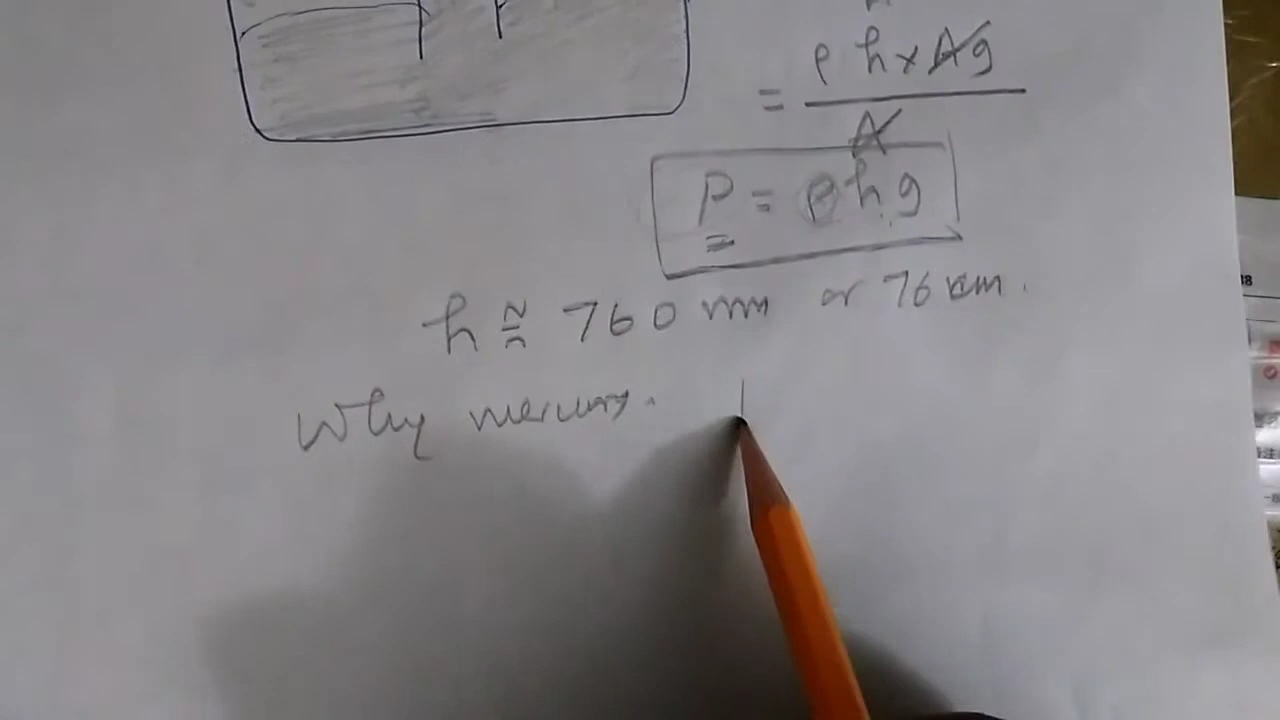 = ρ h x A g
A
P = ρ h g
h ≅ 760 mm or 76 cm.
Why mercury.